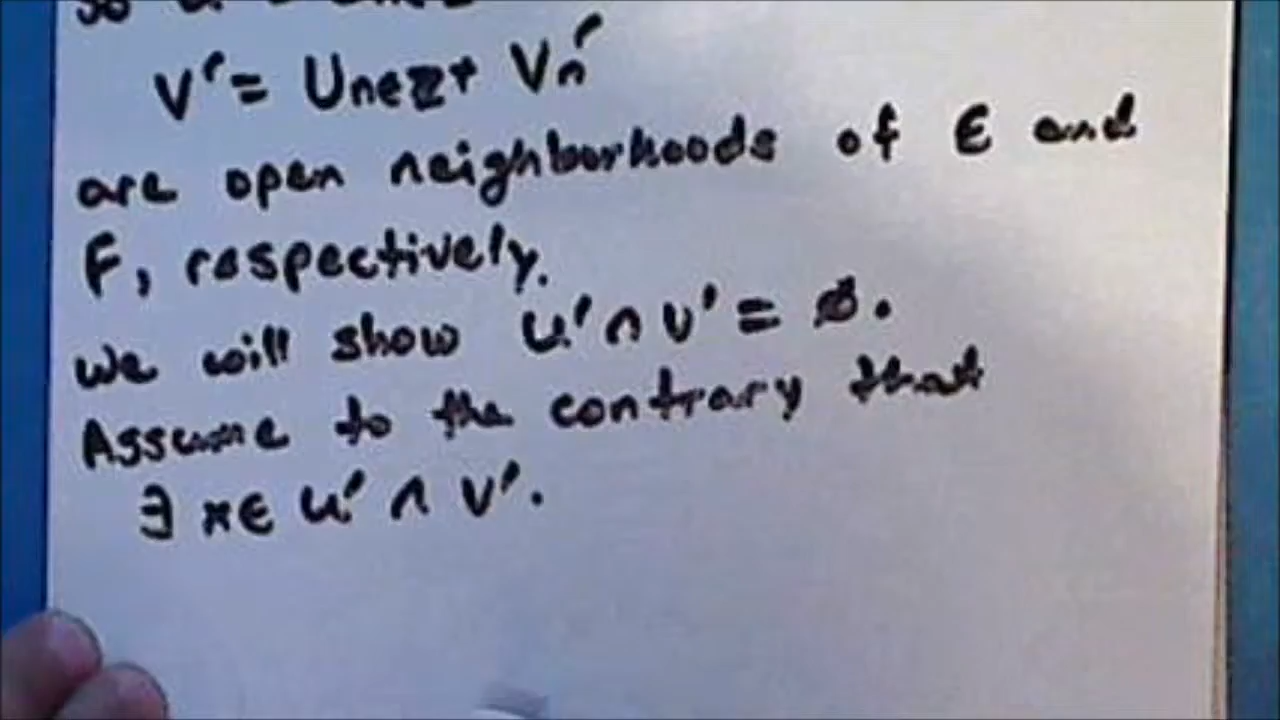 V' = ∪n∈Z+ Vn'
are open neighborhoods of E and
F, respectively.
We will show U' ∩ V' = ∅.
Assume to the contrary that
∃ x∈ U' ∩ V'.